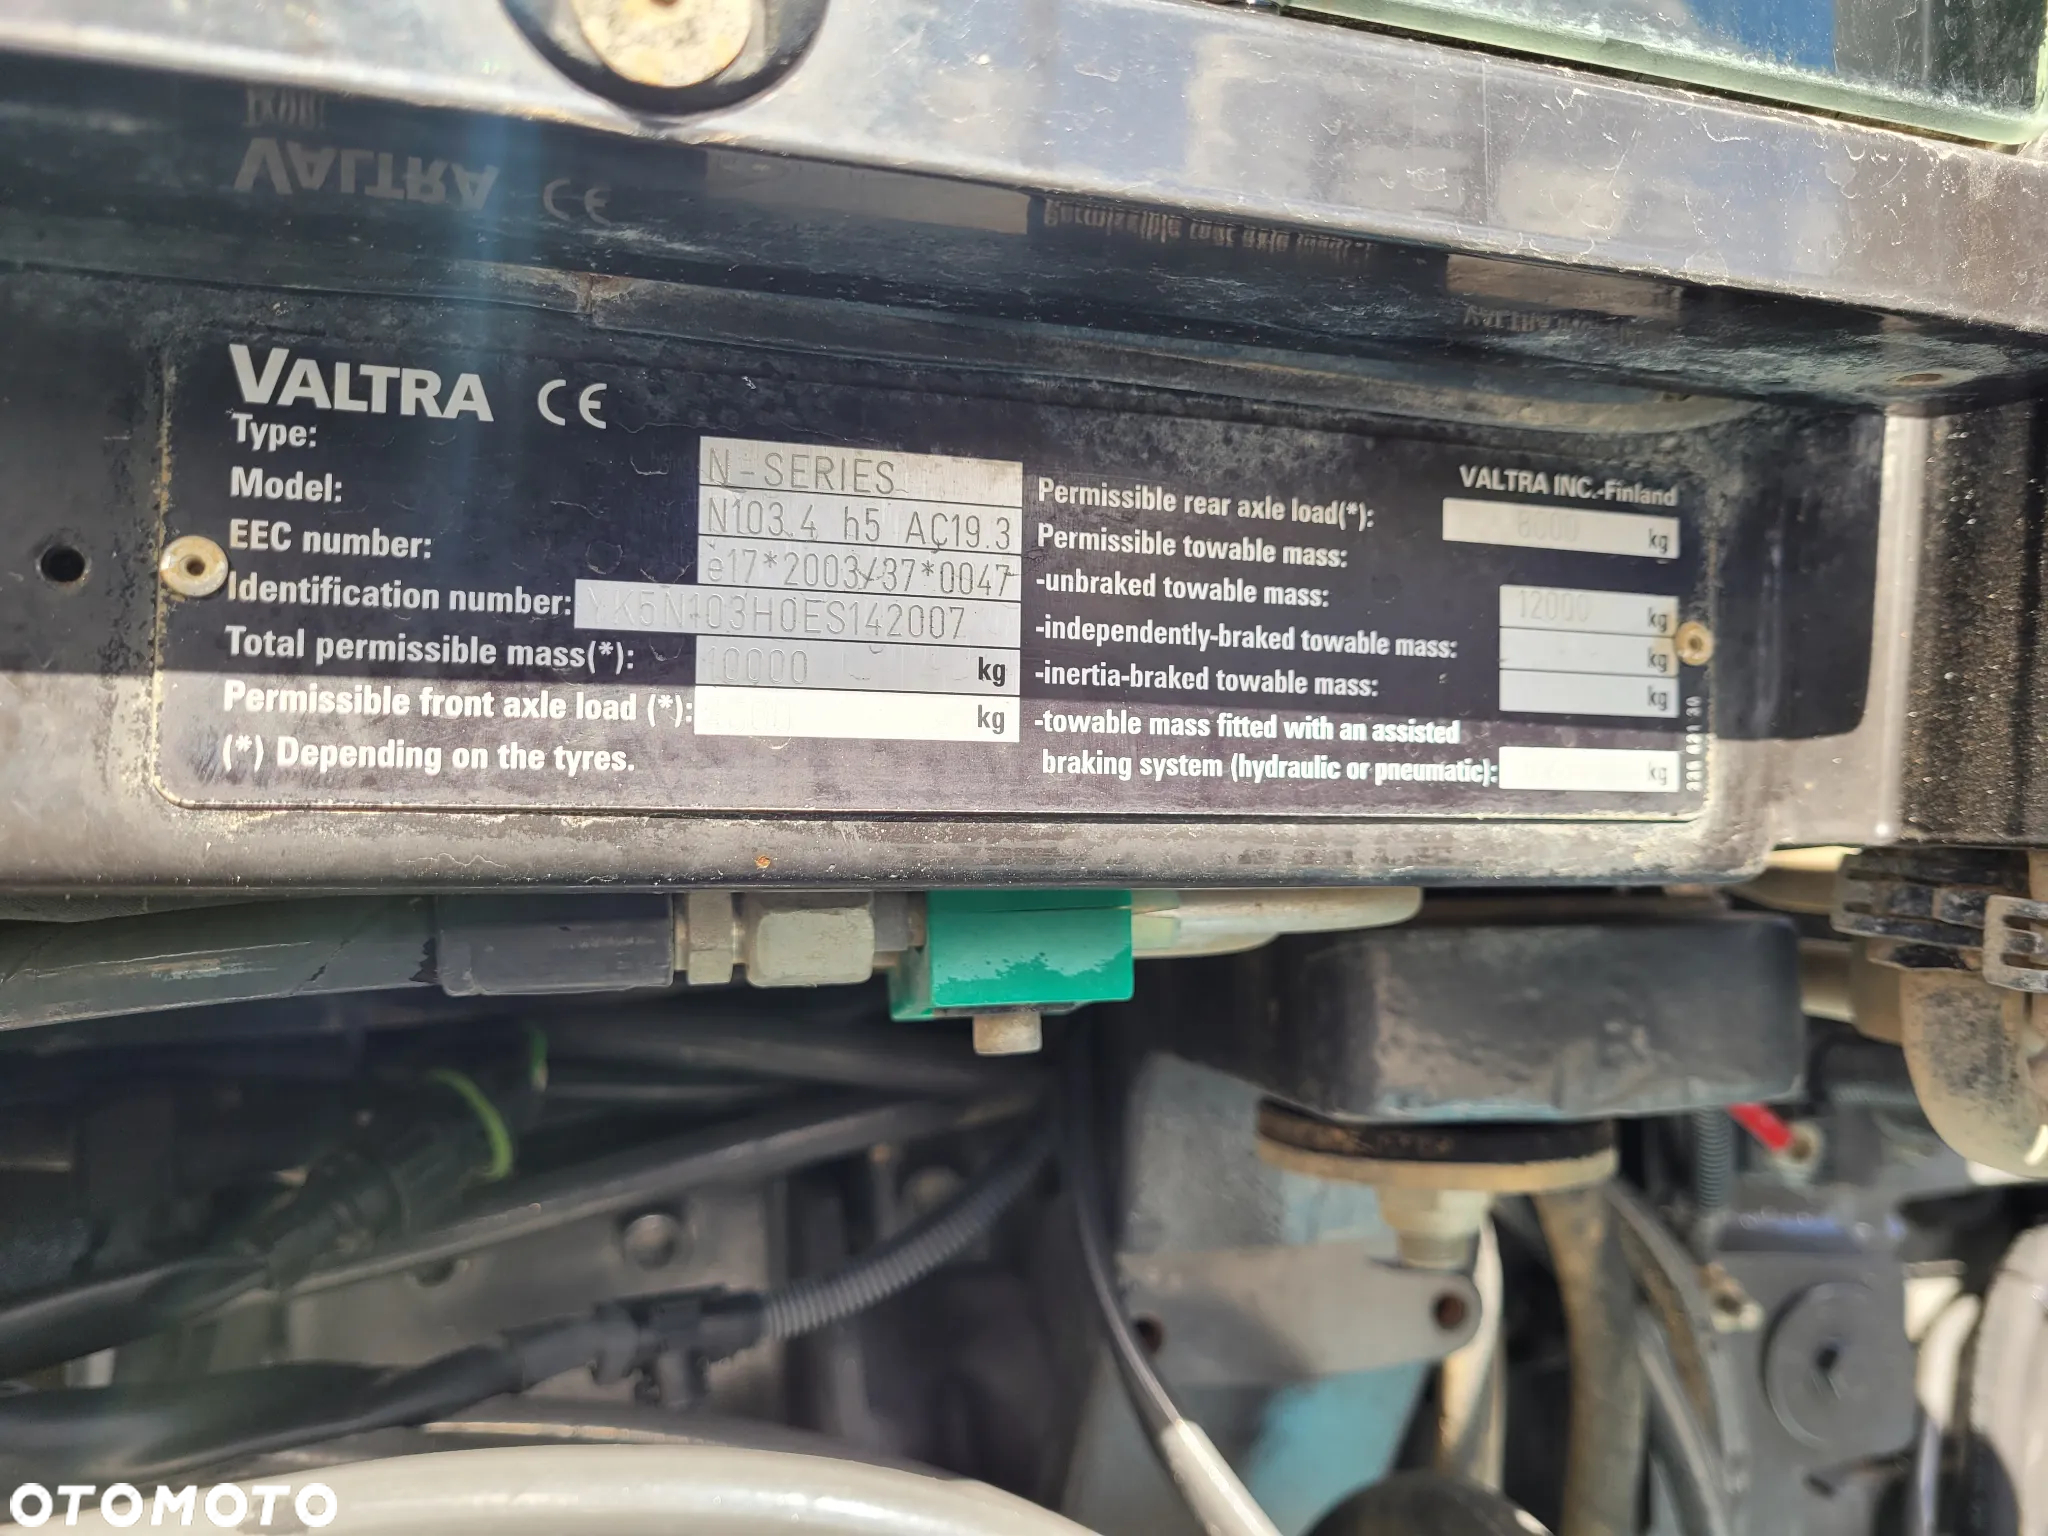 VALTRA CE
Type: N-SERIES
Model: N103.4 h5 AC19.3
EEC number: e17*2003/37*0047
Identification number: YK5N103H0ES142007
Total permissible mass(*): 10000 kg
Permissible front axle load (*): kg
(*) Depending on the tyres.
VALTRA INC.-Finland
Permissible rear axle load(*): 8000 kg
Permissible towable mass:
-unbraked towable mass: 12000 kg
-independently-braked towable mass: kg
-inertia-braked towable mass: kg
-towable mass fitted with an assisted
braking system (hydraulic or pneumatic): kg
OTOMOTO